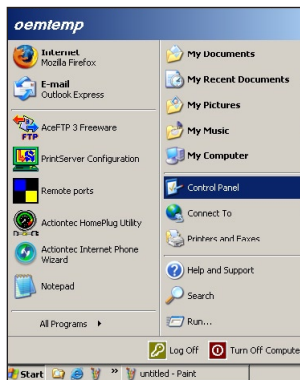 oemtemp
Internet
Mozilla Firefox
E-mail
Outlook Express
AceFTP 3 Freeware
FTP
PrintServer Configuration
Remote ports
Actiontec HomePlug Utility
Actiontec Internet Phone
Wizard
Notepad
All Programs
My Documents
My Recent Documents
My Pictures
My Music
My Computer
Control Panel
Connect To
Printers and Faxes
Help and Support
Search
Run...
Log Off
Turn Off Compute
Start
»
untitled - Paint